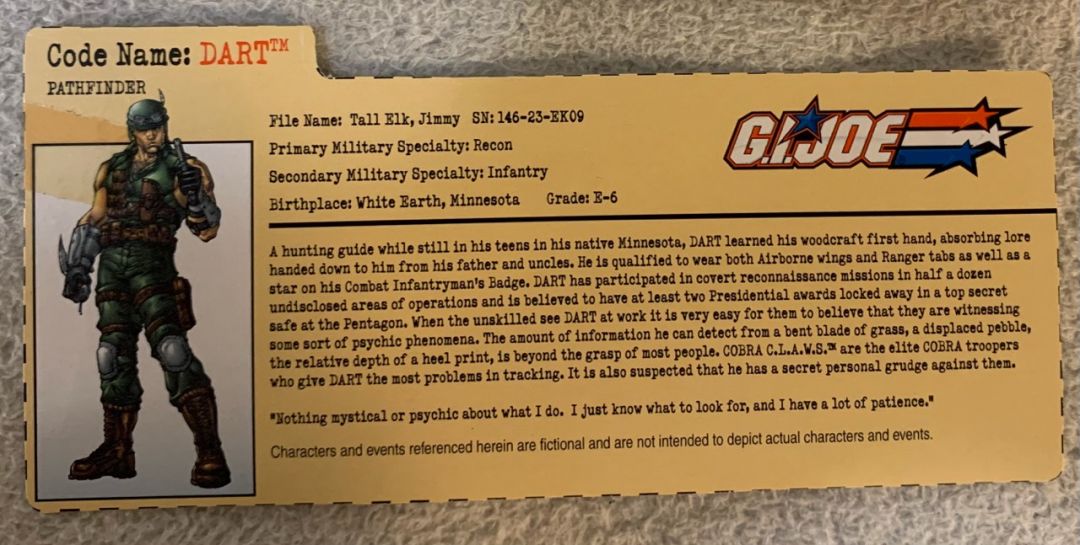 Code Name: DART™
PATHFINDER
File Name: Tall Elk, Jimmy SN: 146-23-EK09
Primary Military Specialty: Recon
Secondary Military Specialty: Infantry
Birthplace: White Earth, Minnesota Grade: E-6
G.I. JOE
A hunting guide while still in his teens in his native Minnesota, DART learned his woodcraft first hand, absorbing lore
handed down to him from his father and uncles. He is qualified to wear both Airborne wings and Ranger tabs as well as a
star on his Combat Infantryman's Badge. DART has participated in covert reconnaissance missions in half a dozen
undisclosed areas of operations and is believed to have at least two Presidential awards locked away in a top secret
safe at the Pentagon. When the unskilled see DART at work it is very easy for them to believe that they are witnessing
some sort of psychic phenomena. The amount of information he can detect from a bent blade of grass, a displaced pebble,
the relative depth of a heel print, is beyond the grasp of most people. COBRA C.L.A.W.S.™ are the elite COBRA troopers
who give DART the most problems in tracking. It is also suspected that he has a secret personal grudge against them.
"Nothing mystical or psychic about what I do. I just know what to look for, and I have a lot of patience."
Characters and events referenced herein are fictional and are not intended to depict actual characters and events.